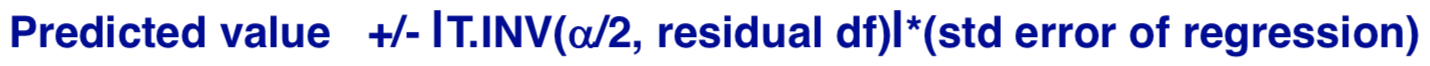 Predicted value +/- |T.INV(α/2, residual df)|*(std error of regression)